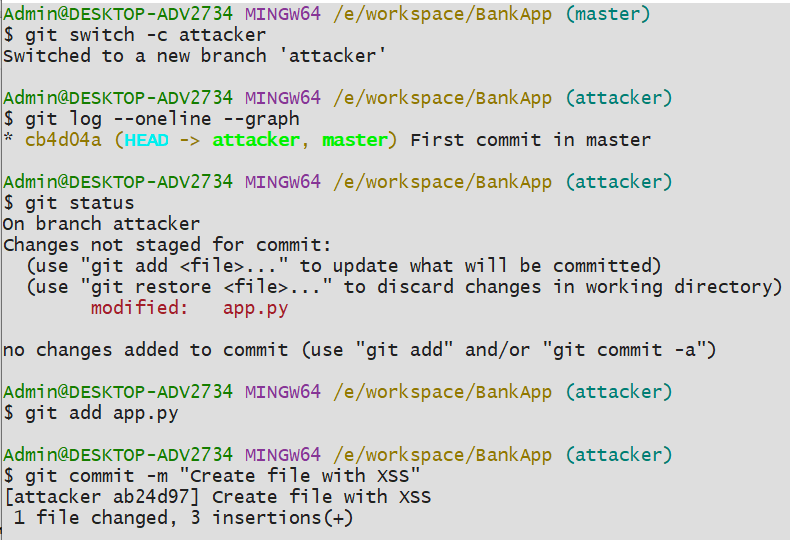 Admin@DESKTOP-ADV2734 MINGW64 /e/workspace/BankApp (master)
$ git switch -c attacker
Switched to a new branch 'attacker'
Admin@DESKTOP-ADV2734 MINGW64 /e/workspace/BankApp (attacker)
$ git log --oneline --graph
* cb4d04a (HEAD -> attacker, master) First commit in master
Admin@DESKTOP-ADV2734 MINGW64 /e/workspace/BankApp (attacker)
$ git status
On branch attacker
Changes not staged for commit:
  (use "git add <file>..." to update what will be committed)
  (use "git restore <file>..." to discard changes in working directory)
        modified:   app.py
no changes added to commit (use "git add" and/or "git commit -a")
Admin@DESKTOP-ADV2734 MINGW64 /e/workspace/BankApp (attacker)
$ git add app.py
Admin@DESKTOP-ADV2734 MINGW64 /e/workspace/BankApp (attacker)
$ git commit -m "Create file with XSS"
[attacker ab24d97] Create file with XSS
 1 file changed, 3 insertions(+)